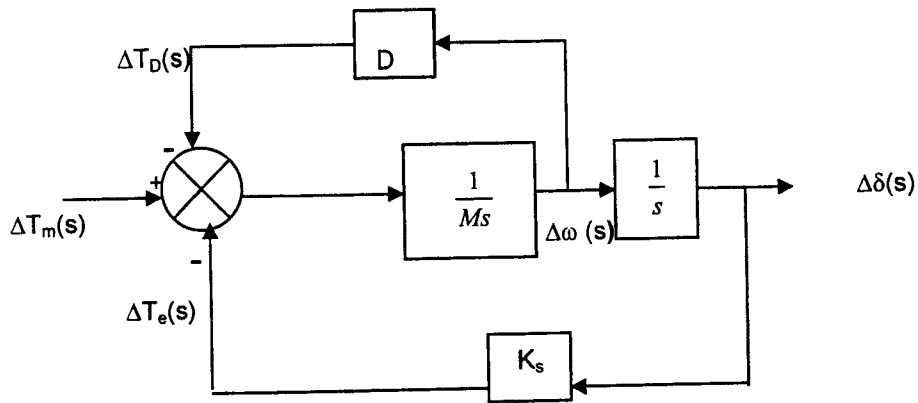 D
ΔT_D(s)
-
+
1
Ms
1
s
Δδ(s)
ΔT_m(s)
Δω (s)
-
ΔT_e(s)
K_s